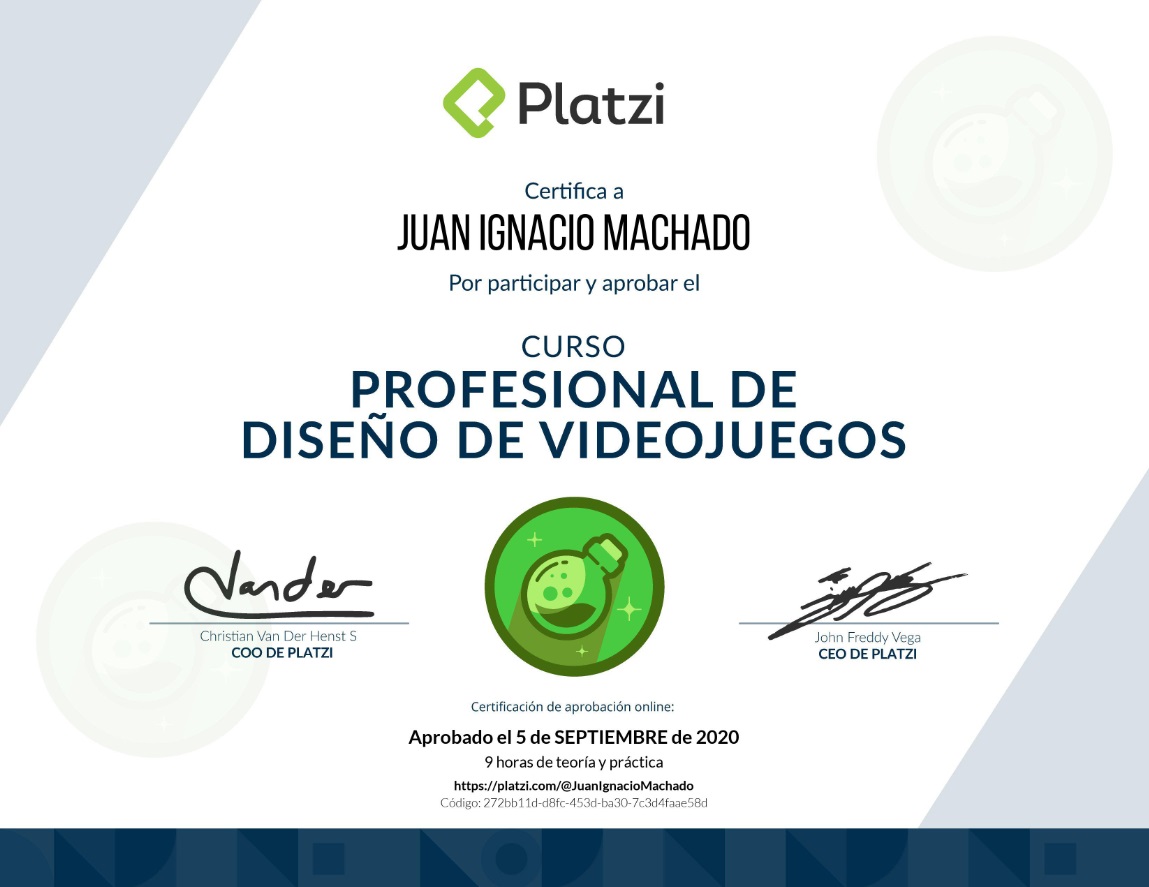 Platzi
Certifica a
JUAN IGNACIO MACHADO
Por participar y aprobar el
CURSO
PROFESIONAL DE
DISEÑO DE VIDEOJUEGOS
Vander
Christian Van Der Henst S
COO DE PLATZI
John Freddy Vega
CEO DE PLATZI
Certificación de aprobación online:
Aprobado el 5 de SEPTIEMBRE de 2020
9 horas de teoría y práctica
https://platzi.com/@JuanIgnacioMachado
Código: 272bb11d-d8fc-453d-ba30-7c3d4faae58d